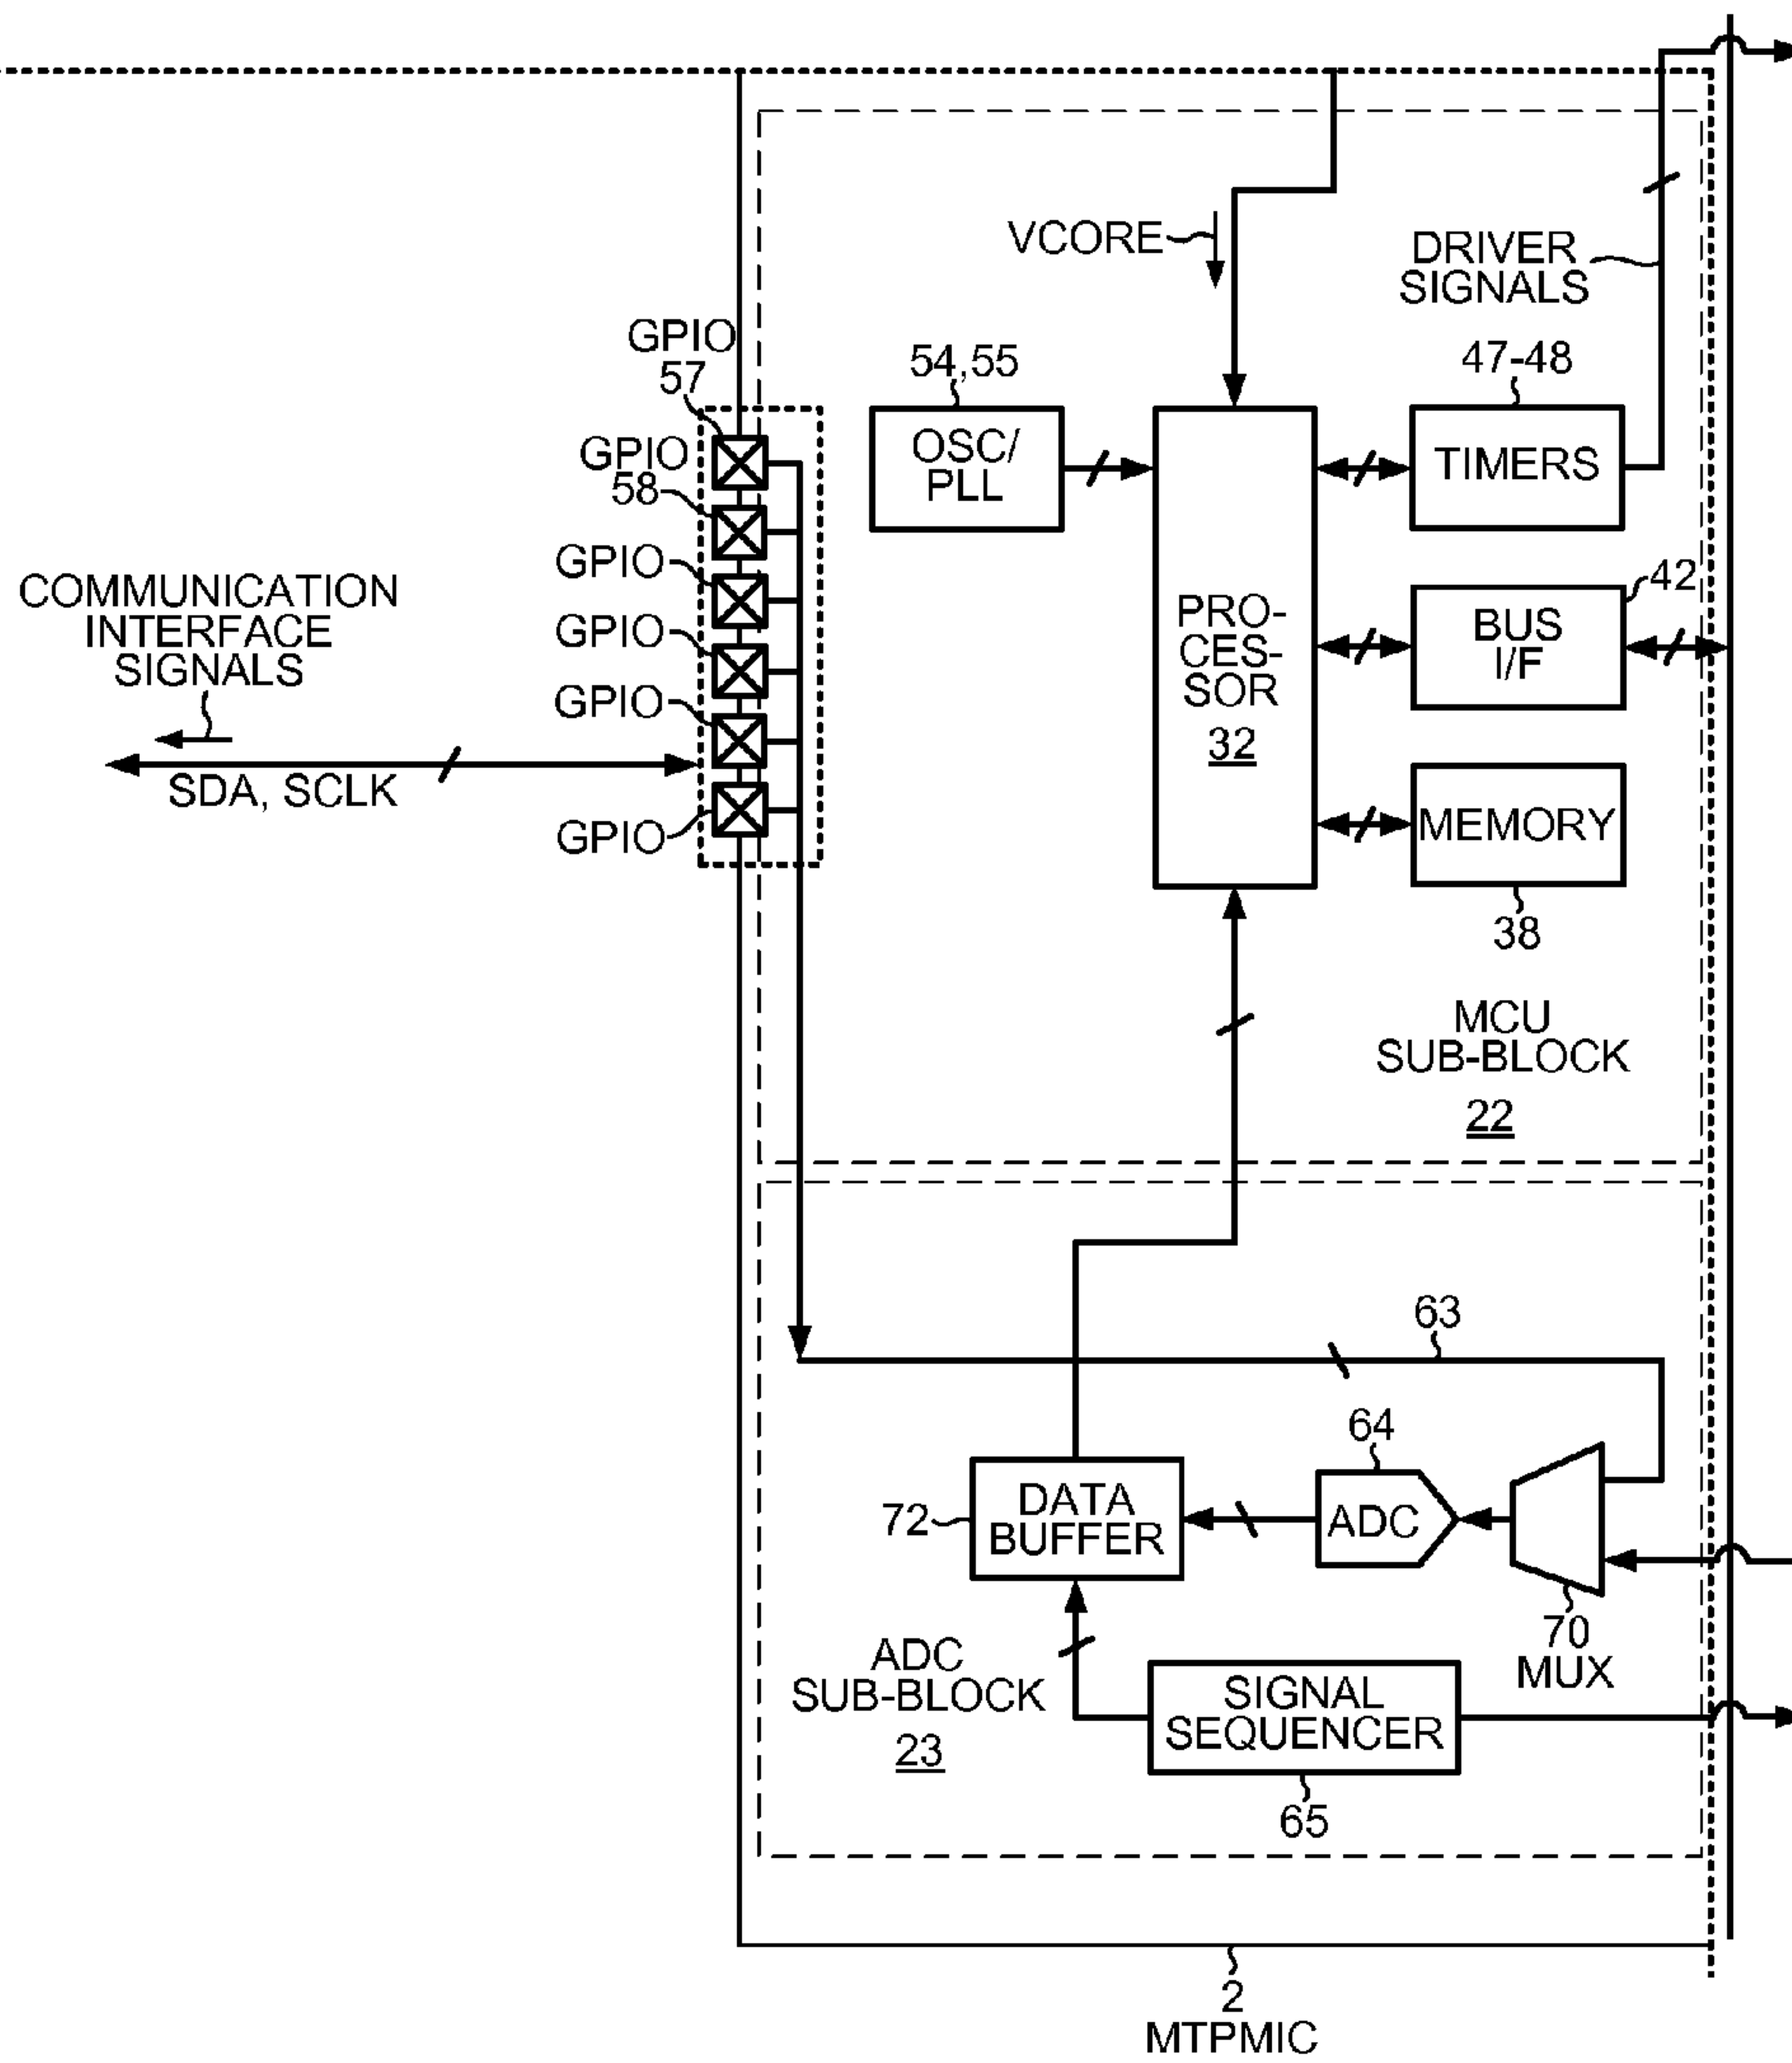 VCORE
DRIVER
SIGNALS
GPIO
57
54,55
47-48
OSC/
PLL
TIMERS
GPIO
58
GPIO
COMMUNICATION
INTERFACE
SIGNALS
GPIO
GPIO
SDA, SCLK
GPIO
PRO-
CES-
SOR
32
42
BUS
I/F
MEMORY
38
MCU
SUB-BLOCK
22
63
64
72
DATA
BUFFER
ADC
70
MUX
ADC
SUB-BLOCK
23
SIGNAL
SEQUENCER
65
2
MTPMIC